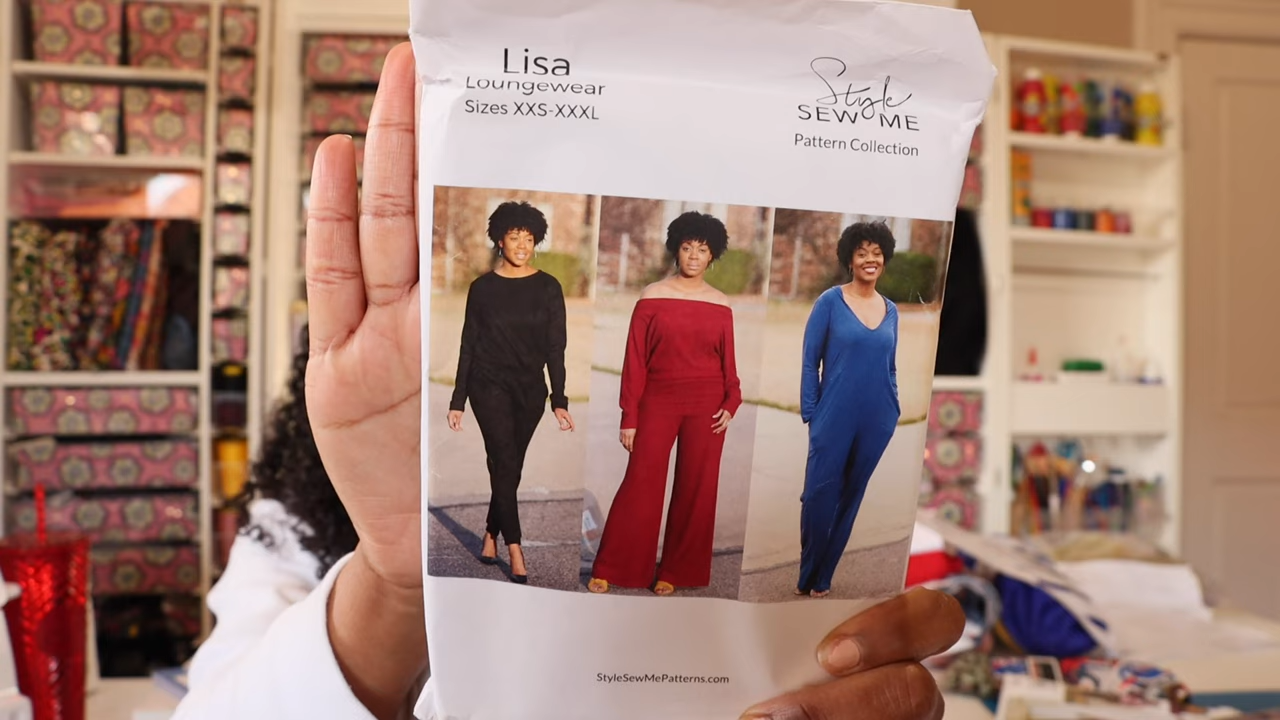 Lisa
Loungewear
Sizes XXS-XXXL
Style
SEW ME
Pattern Collection
StyleSewMePatterns.com